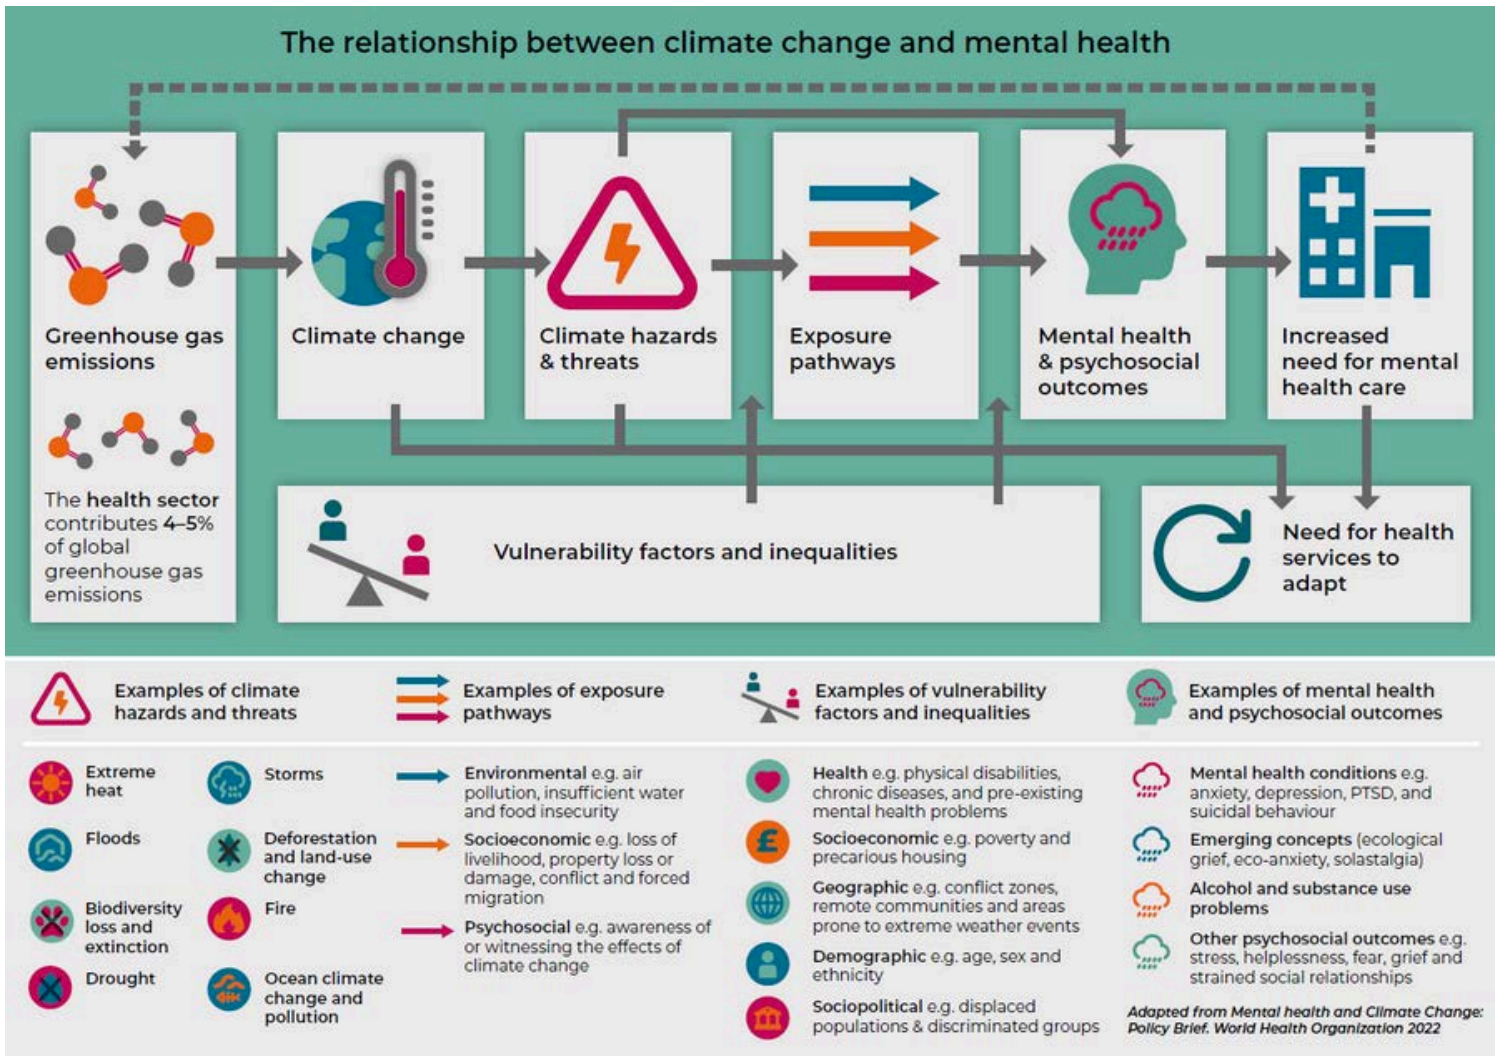 The relationship between climate change and mental health
Greenhouse gas
emissions
The health sector
contributes 4–5%
of global
greenhouse gas
emissions
Climate change
Climate hazards
& threats
Exposure
pathways
Mental health
& psychosocial
outcomes
Increased
need for mental
health care
Vulnerability factors and inequalities
Need for health
services to
adapt
Examples of climate
hazards and threats
Extreme
heat
Storms
Floods
Deforestation
and land-use
change
Biodiversity
loss and
extinction
Fire
Drought
Ocean climate
change and
pollution
Examples of exposure
pathways
Environmental e.g. air
pollution, insufficient water
and food insecurity
Socioeconomic e.g. loss of
livelihood, property loss or
damage, conflict and forced
migration
Psychosocial e.g. awareness of
or witnessing the effects of
climate change
Examples of vulnerability
factors and inequalities
Health e.g. physical disabilities,
chronic diseases, and pre-existing
mental health problems
£
Socioeconomic e.g. poverty and
precarious housing
Geographic e.g. conflict zones,
remote communities and areas
prone to extreme weather events
Demographic e.g. age, sex and
ethnicity
Sociopolitical e.g. displaced
populations & discriminated groups
Examples of mental health
and psychosocial outcomes
Mental health conditions e.g.
anxiety, depression, PTSD, and
suicidal behaviour
Emerging concepts (ecological
grief, eco-anxiety, solastalgia)
Alcohol and substance use
problems
Other psychosocial outcomes e.g.
stress, helplessness, fear, grief and
strained social relationships
Adapted from Mental health and Climate Change:
Policy Brief. World Health Organization 2022